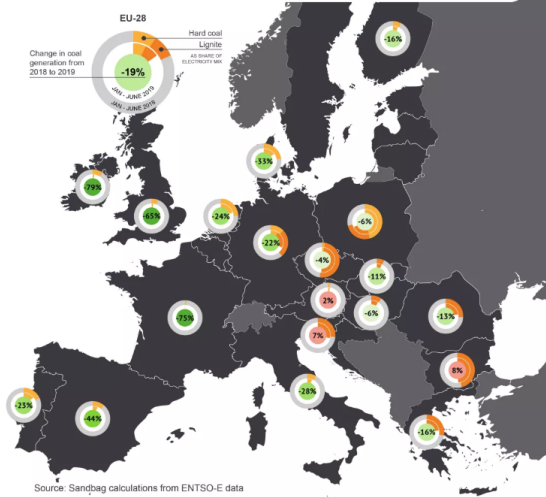 EU-28
Hard coal
Lignite
AS SHARE OF
ELECTRICITY MIX
Change in coal
generation from
2018 to 2019
-19%
JAN - JUNE 2019
JAN - JUNE 2018
-16%
-33%
-79%
-65%
-24%
-22%
-6%
-4%
-11%
2%
-6%
-75%
7%
-13%
8%
-28%
-23%
-44%
-16%
Source: Sandbag calculations from ENTSO-E data